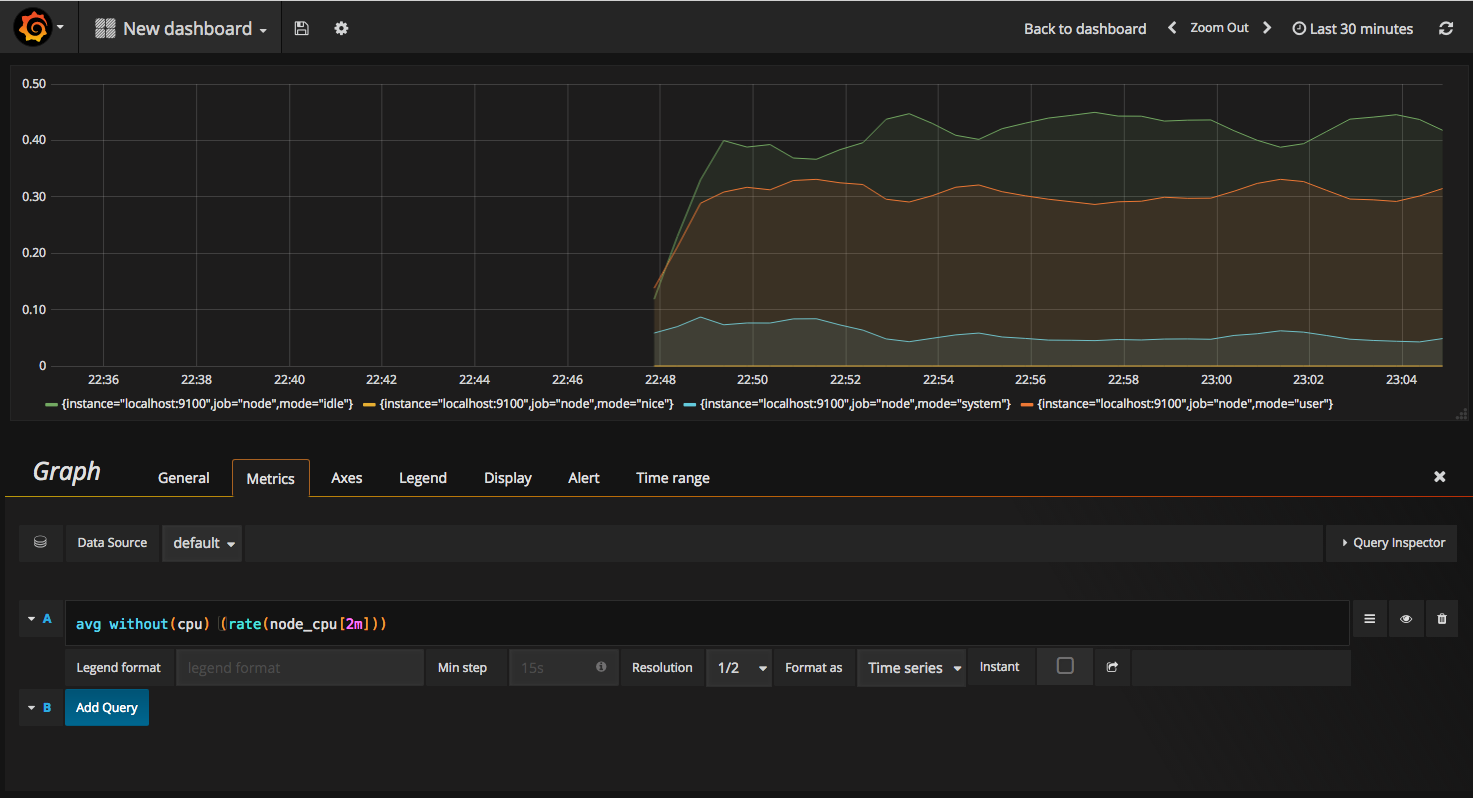 New dashboard
Back to dashboard Zoom Out Last 30 minutes
0.50
0.40
0.30
0.20
0.10
0
22:36 22:38 22:40 22:42 22:44 22:46 22:48 22:50 22:52 22:54 22:56 22:58 23:00 23:02 23:04
{instance="localhost:9100",job="node",mode="idle"} {instance="localhost:9100",job="node",mode="nice"} {instance="localhost:9100",job="node",mode="system"} {instance="localhost:9100",job="node",mode="user"}
Graph General Metrics Axes Legend Display Alert Time range
Data Source default Query Inspector
A avg without(cpu) (rate(node_cpu[2m]))
Legend format legend format Min step 15s Resolution 1/2 Format as Time series Instant
B Add Query